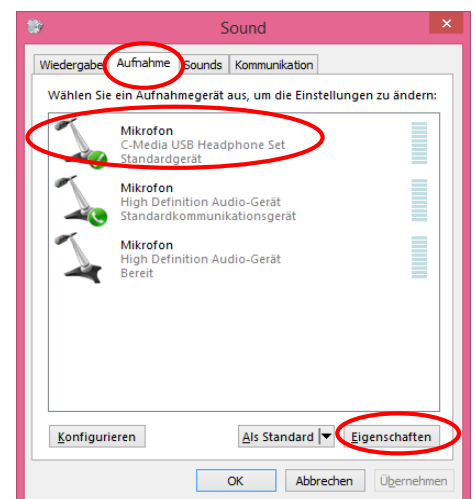 Sound
Wiedergabe Aufnahme Sounds Kommunikation
Wählen Sie ein Aufnahmegerät aus, um die Einstellungen zu ändern:
Mikrofon
C-Media USB Headphone Set
Standardgerät
Mikrofon
High Definition Audio-Gerät
Standardkommunikationsgerät
Mikrofon
High Definition Audio-Gerät
Bereit
Konfigurieren Als Standard Eigenschaften
OK Abbrechen Übernehmen